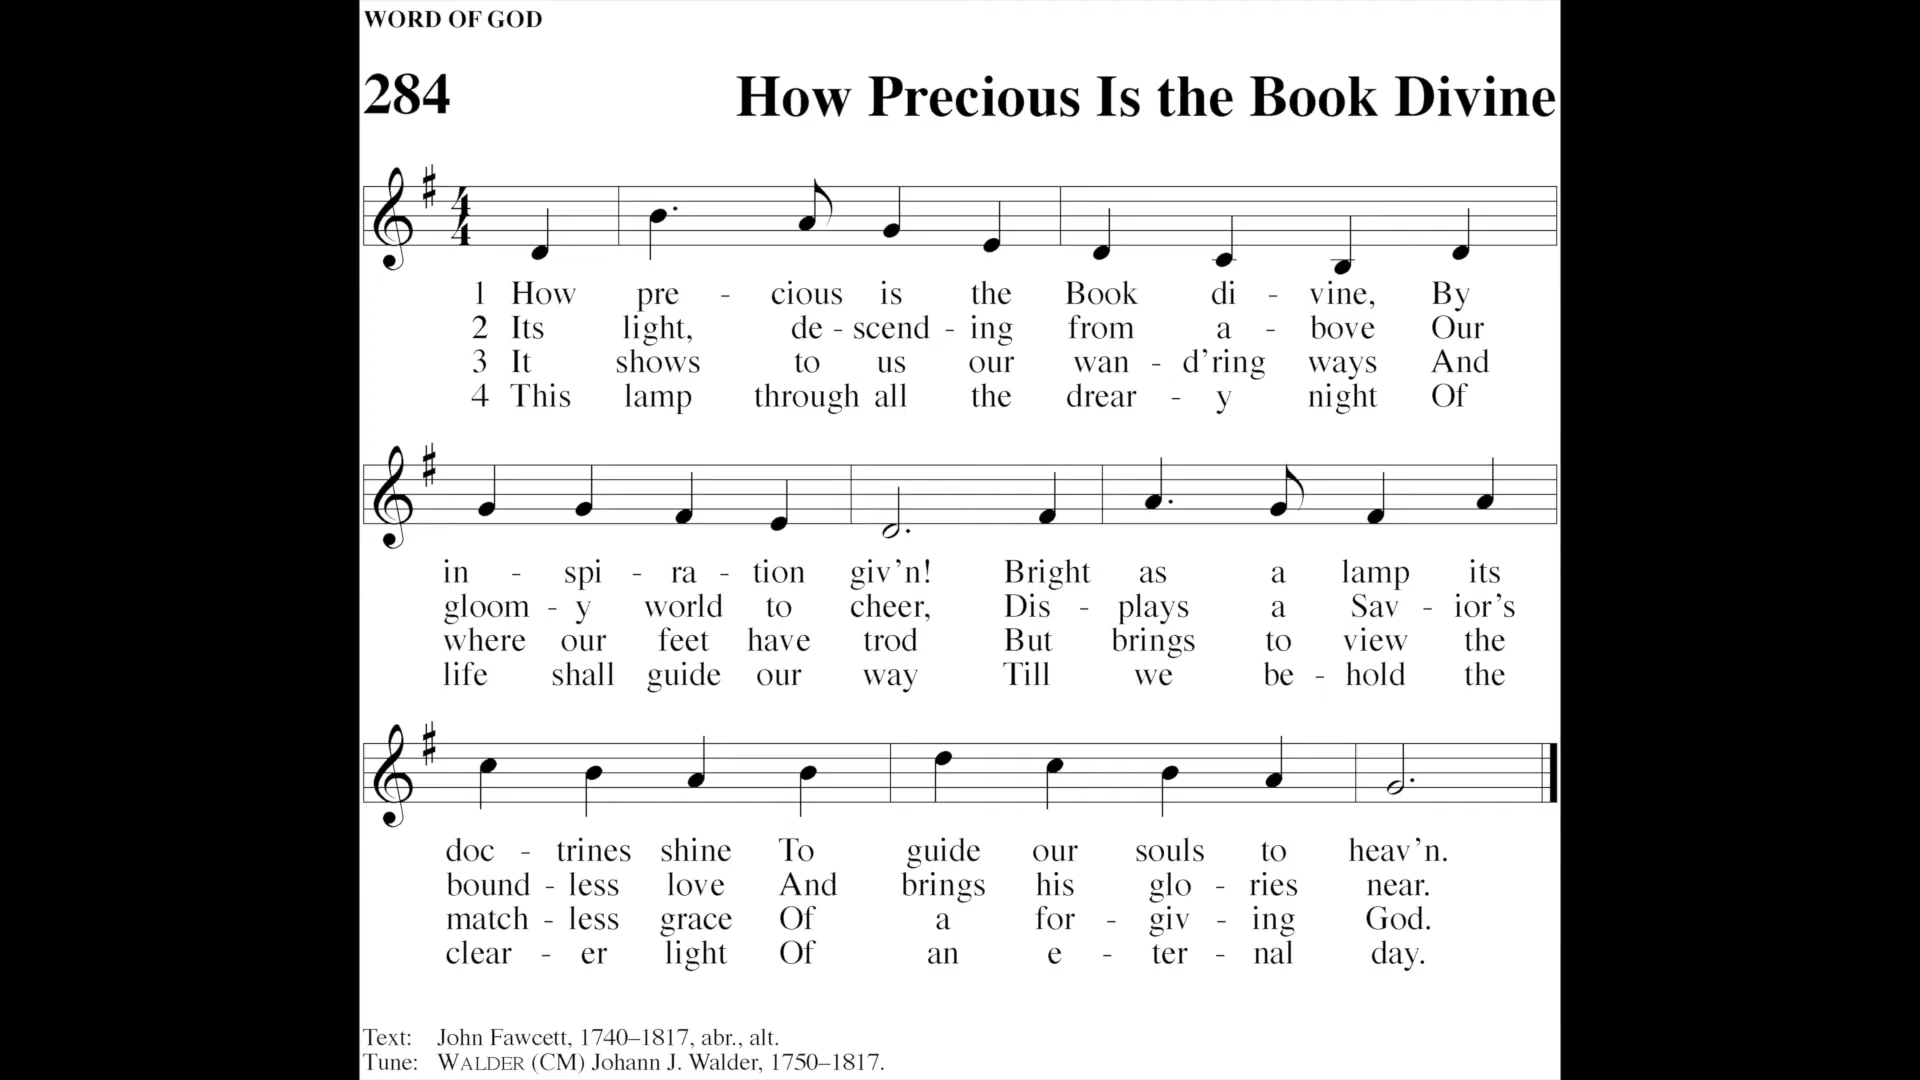 WORD OF GOD
284 How Precious Is the Book Divine
1 How pre - cious is the Book di - vine, By
2 Its light, de - scend - ing from a - bove Our
3 It shows to us our wan - d’ring ways And
4 This lamp through all the drear - y night Of
in - spi - ra - tion giv’n! Bright as a lamp its
gloom - y world to cheer, Dis - plays a Sav - ior’s
where our feet have trod But brings to view the
life shall guide our way Till we be - hold the
doc - trines shine To guide our souls to heav’n.
bound - less love And brings his glo - ries near.
match - less grace Of a for - giv - ing God.
clear - er light Of an e - ter - nal day.
Text: John Fawcett, 1740–1817, abr., alt.
Tune: WALDER (CM) Johann J. Walder, 1750–1817.